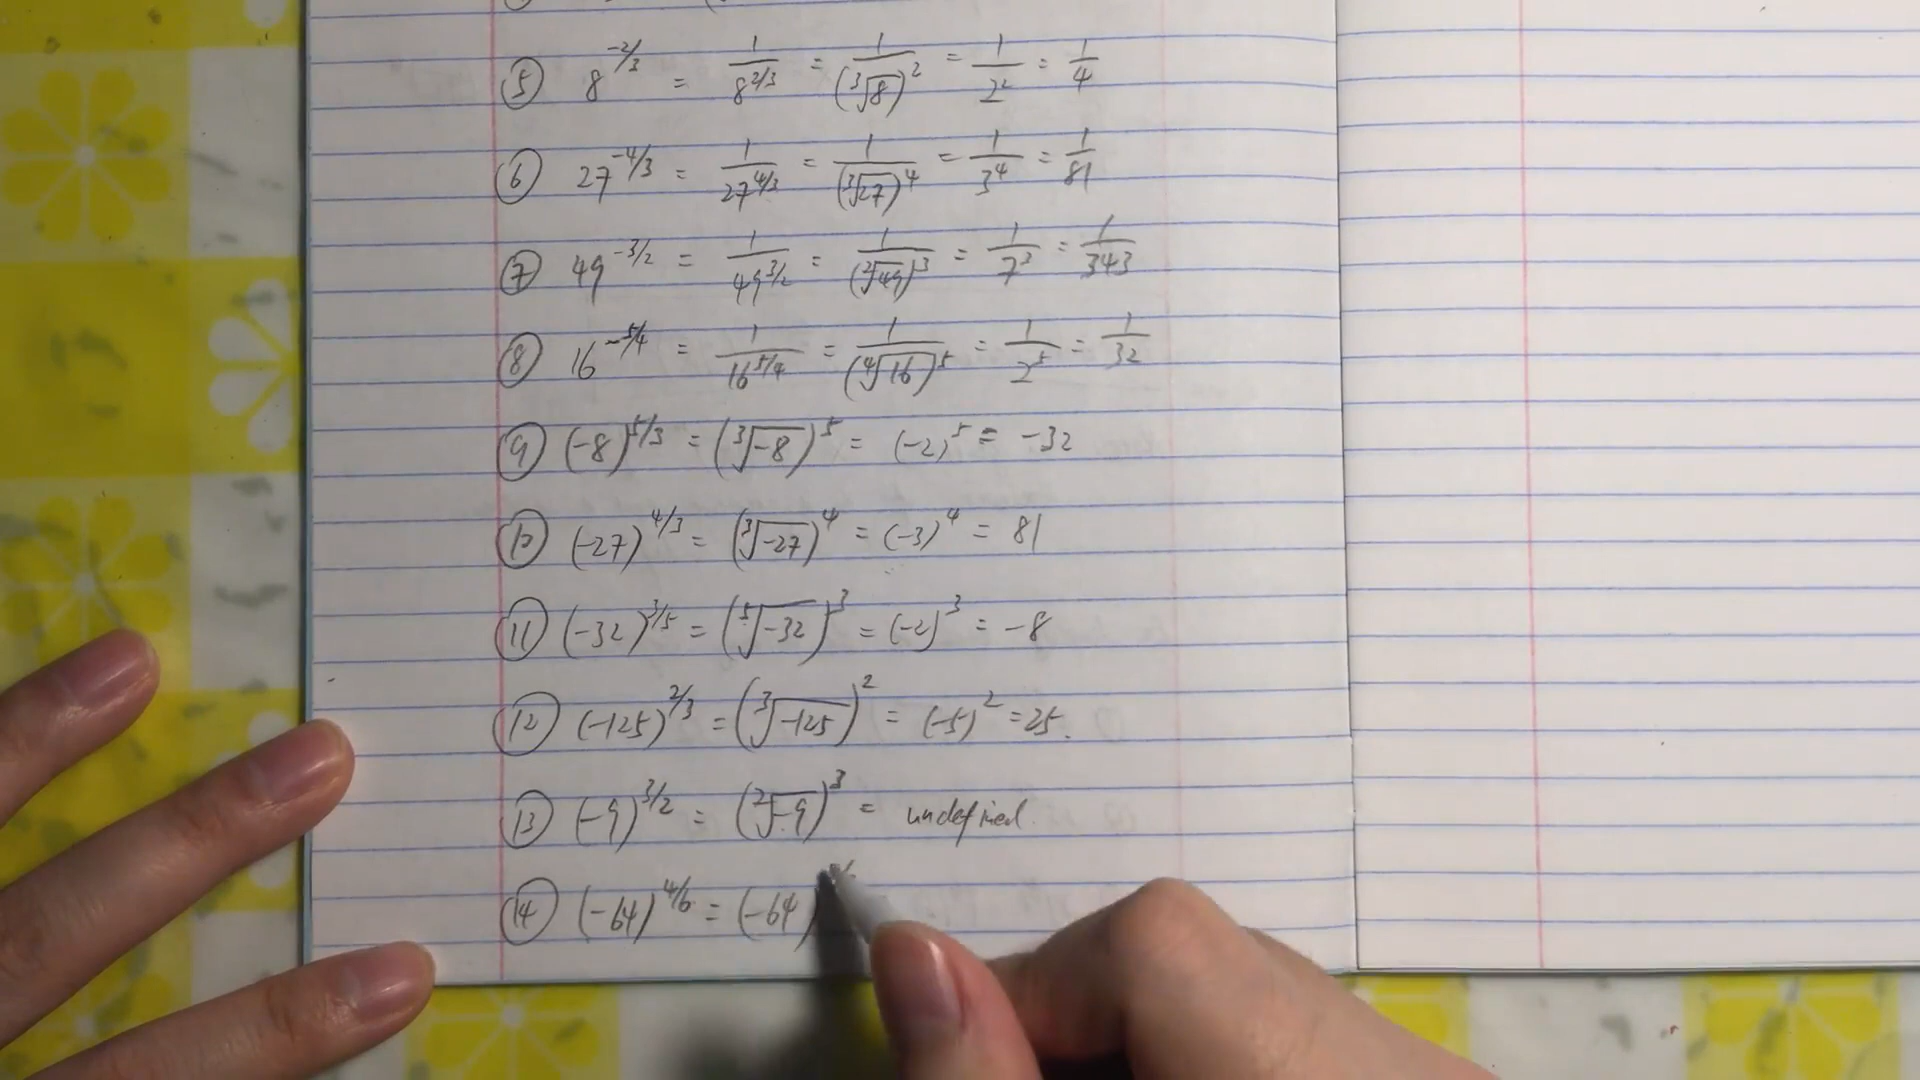 ⑤ 8^-2/3 = 1/8^2/3 = 1/(∛8)^2 = 1/2^2 = 1/4
⑥ 27^-4/3 = 1/27^4/3 = 1/(∛27)^4 = 1/3^4 = 1/81
⑦ 49^-3/2 = 1/49^3/2 = 1/(²√49)^3 = 1/7^3 = 1/343
⑧ 16^-5/4 = 1/16^5/4 = 1/(∜16)^5 = 1/2^5 = 1/32
⑨ (-8)^5/3 = (∛-8)^5 = (-2)^5 = -32
⑩ (-27)^4/3 = (∛-27)^4 = (-3)^4 = 81
⑪ (-32)^3/5 = (⁵√-32)^3 = (-2)^3 = -8
⑫ (-125)^2/3 = (∛-125)^2 = (-5)^2 = 25.
⑬ (-9)^3/2 = (²√-9)^3 = undefined.
⑭ (-64)^4/6 = (-64)